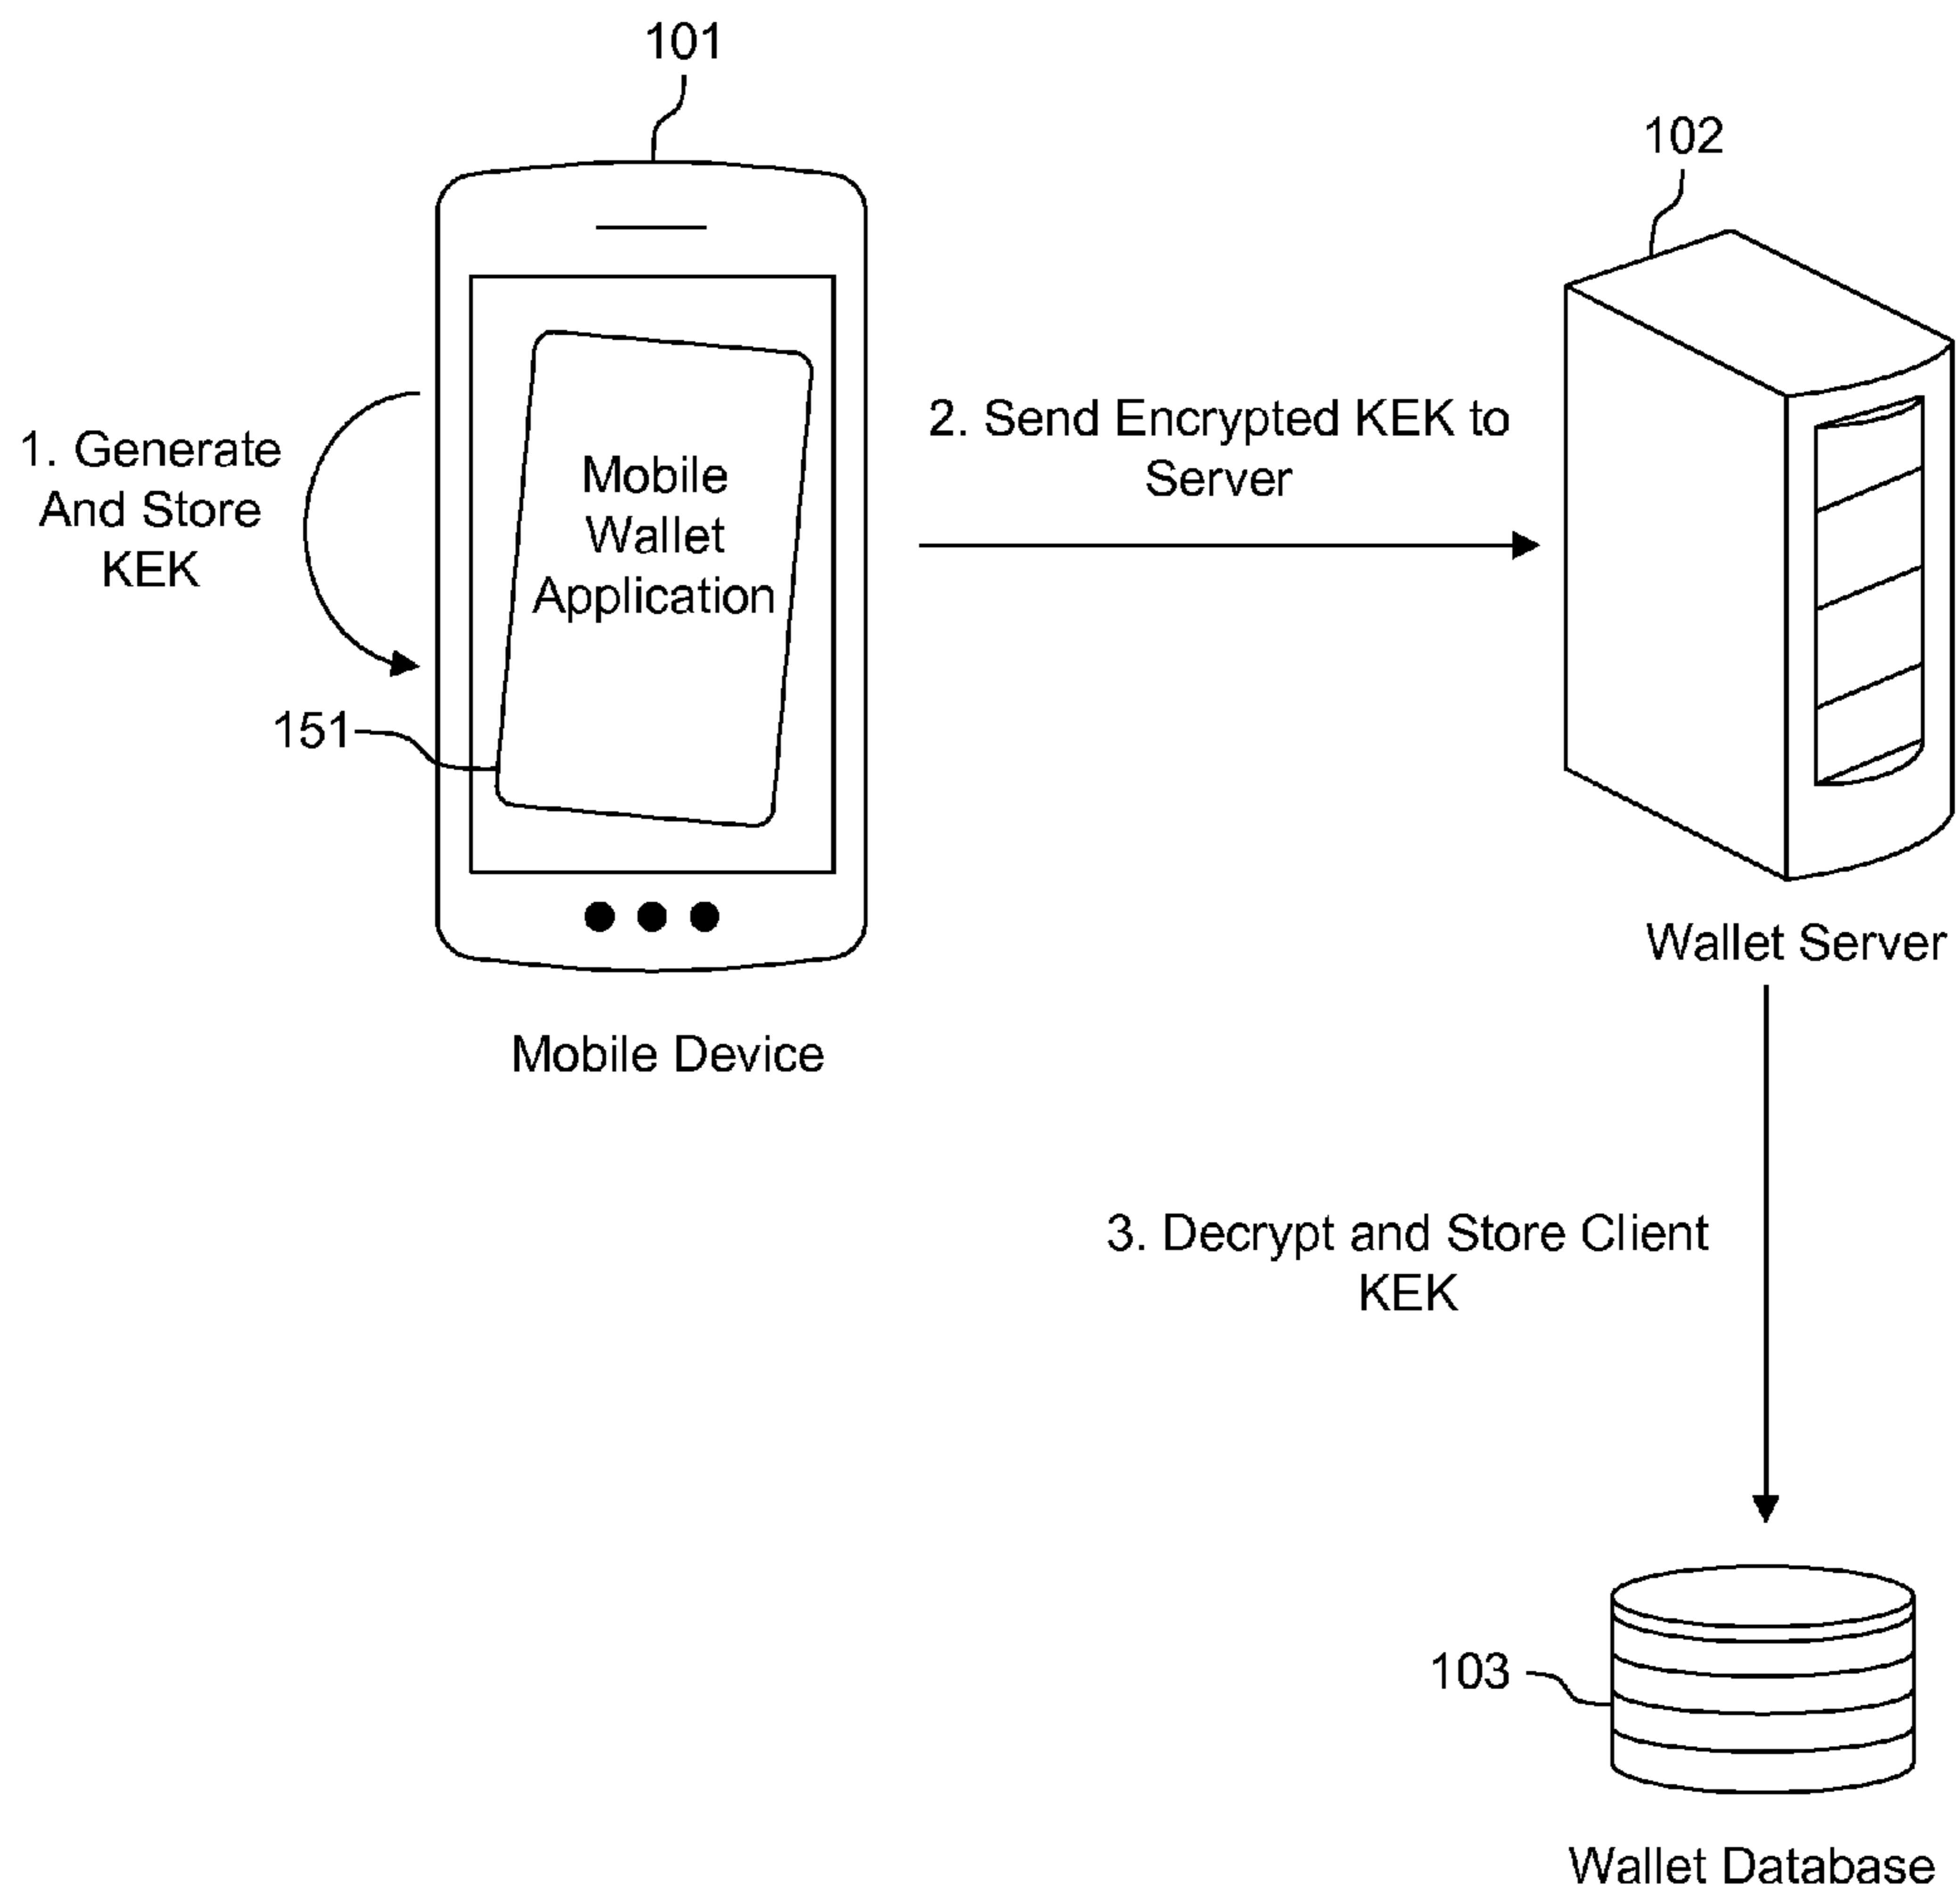 101
102
1. Generate
And Store
KEK
Mobile
Wallet
Application
2. Send Encrypted KEK to
Server
151
Wallet Server
Mobile Device
3. Decrypt and Store Client
KEK
103
Wallet Database